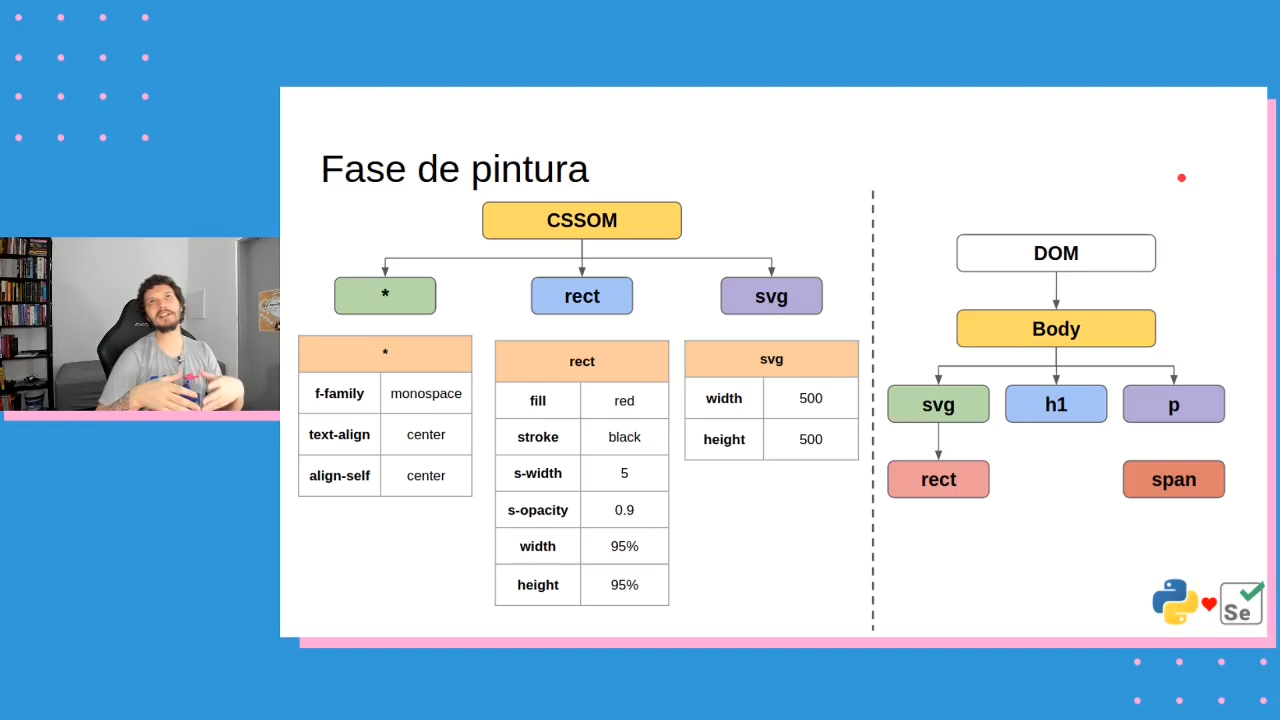 Fase de pintura
CSSOM
* rect svg
*
f-family monospace
text-align center
align-self center
rect
fill red
stroke black
s-width 5
s-opacity 0.9
width 95%
height 95%
svg
width 500
height 500
DOM
Body
svg h1 p
rect span
Se